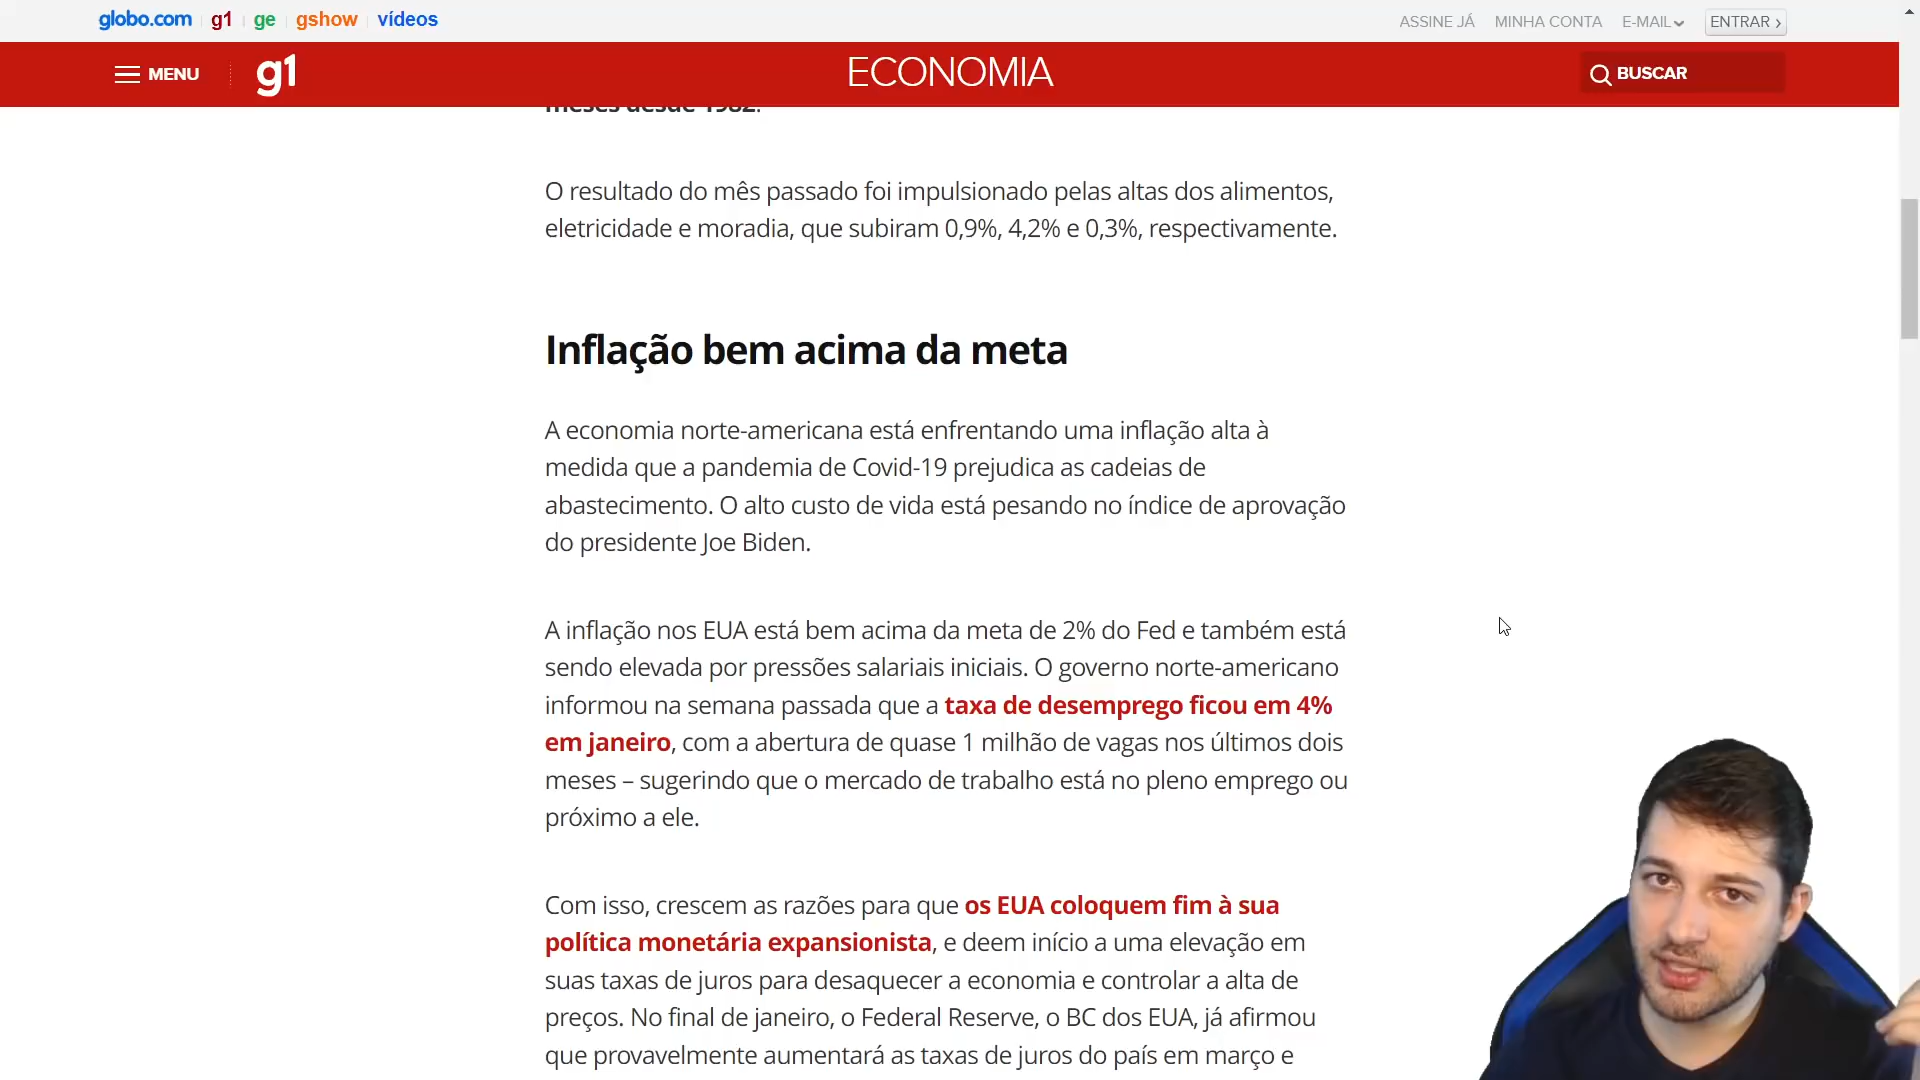 globo.com g1 ge gshow vídeos ASSINE JÁ MINHA CONTA E-MAIL ENTRAR ›
MENU g1 ECONOMIA BUSCAR
meses desde 1982.
O resultado do mês passado foi impulsionado pelas altas dos alimentos,
eletricidade e moradia, que subiram 0,9%, 4,2% e 0,3%, respectivamente.
Inflação bem acima da meta
A economia norte-americana está enfrentando uma inflação alta à
medida que a pandemia de Covid-19 prejudica as cadeias de
abastecimento. O alto custo de vida está pesando no índice de aprovação
do presidente Joe Biden.
A inflação nos EUA está bem acima da meta de 2% do Fed e também está
sendo elevada por pressões salariais iniciais. O governo norte-americano
informou na semana passada que a taxa de desemprego ficou em 4%
em janeiro, com a abertura de quase 1 milhão de vagas nos últimos dois
meses – sugerindo que o mercado de trabalho está no pleno emprego ou
próximo a ele.
Com isso, crescem as razões para que os EUA coloquem fim à sua
política monetária expansionista, e deem início a uma elevação em
suas taxas de juros para desaquecer a economia e controlar a alta de
preços. No final de janeiro, o Federal Reserve, o BC dos EUA, já afirmou
que provavelmente aumentará as taxas de juros do país em março e